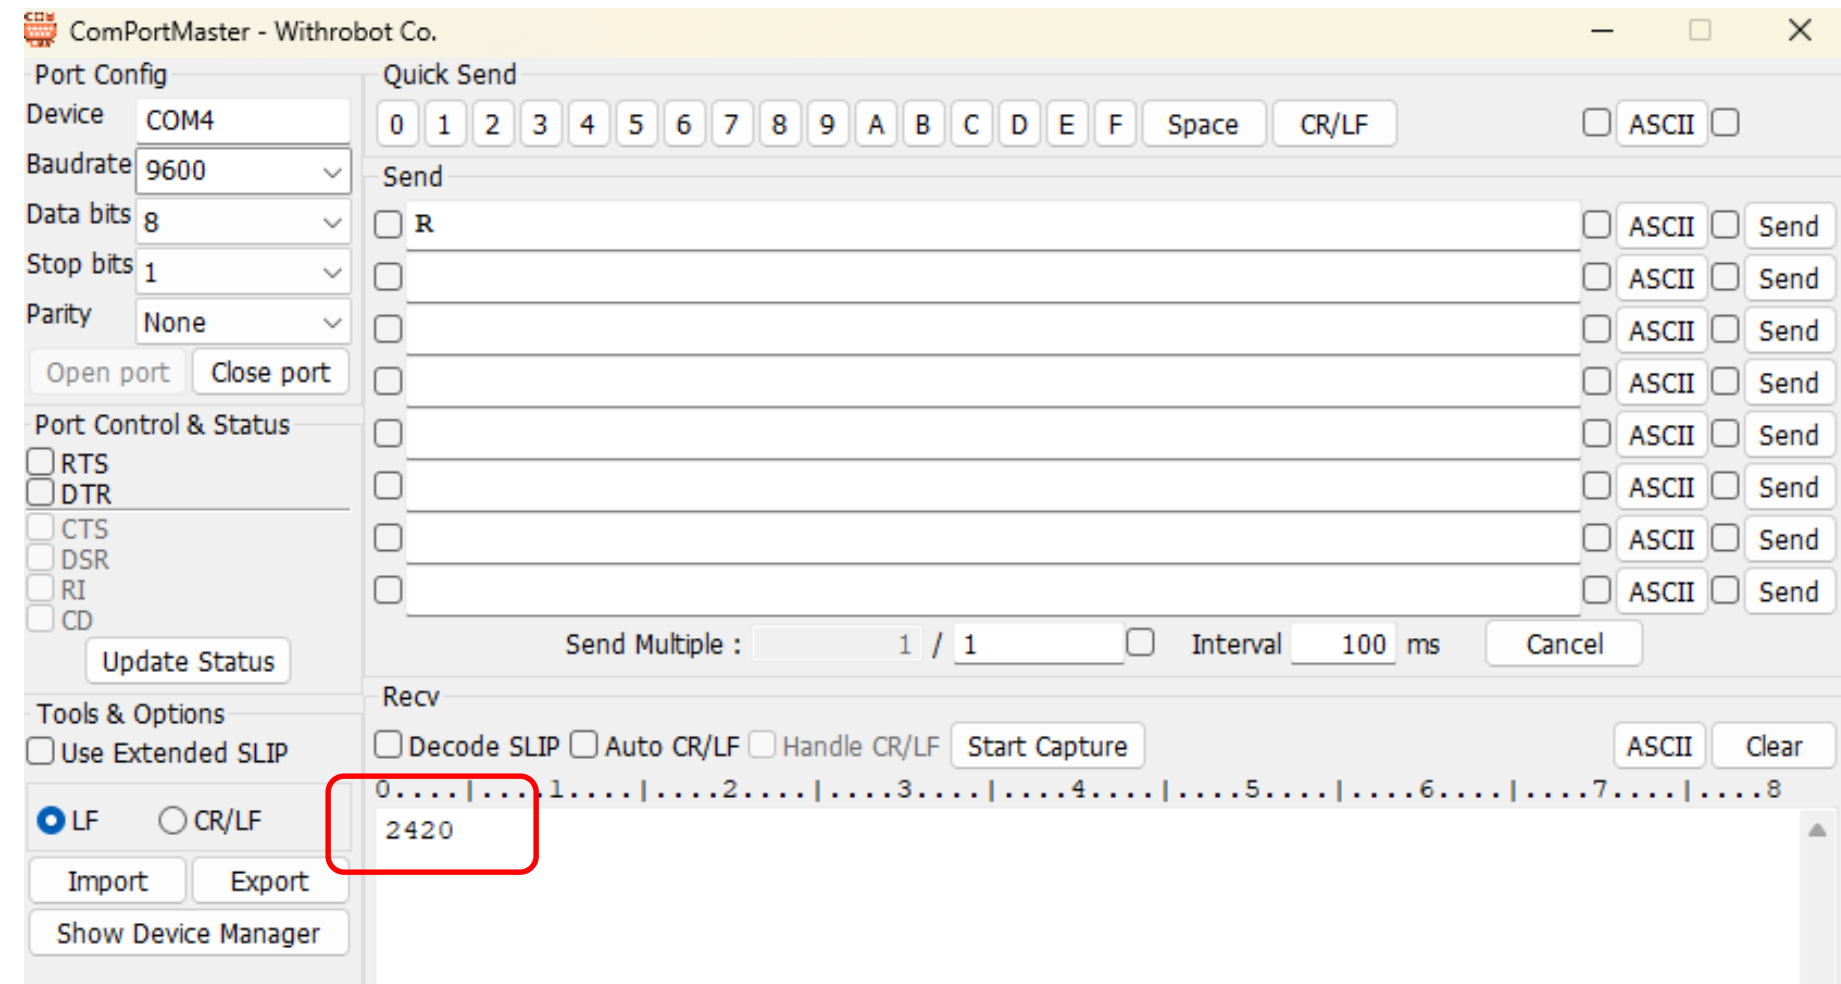 ComPortMaster - Withrobot Co.
Port Config
Device COM4
Baudrate 9600
Data bits 8
Stop bits 1
Parity None
Open port Close port
Port Control & Status
RTS
DTR
CTS
DSR
RI
CD
Update Status
Tools & Options
Use Extended SLIP
LF CR/LF
Import Export
Show Device Manager
Quick Send
0 1 2 3 4 5 6 7 8 9 A B C D E F Space CR/LF ASCII
Send
R ASCII Send
ASCII Send
ASCII Send
ASCII Send
ASCII Send
ASCII Send
ASCII Send
ASCII Send
Send Multiple : 1 / 1 Interval 100 ms Cancel
Recv
Decode SLIP Auto CR/LF Handle CR/LF Start Capture ASCII Clear
0....|....1....|....2....|....3....|....4....|....5....|....6....|....7....|....8
2420